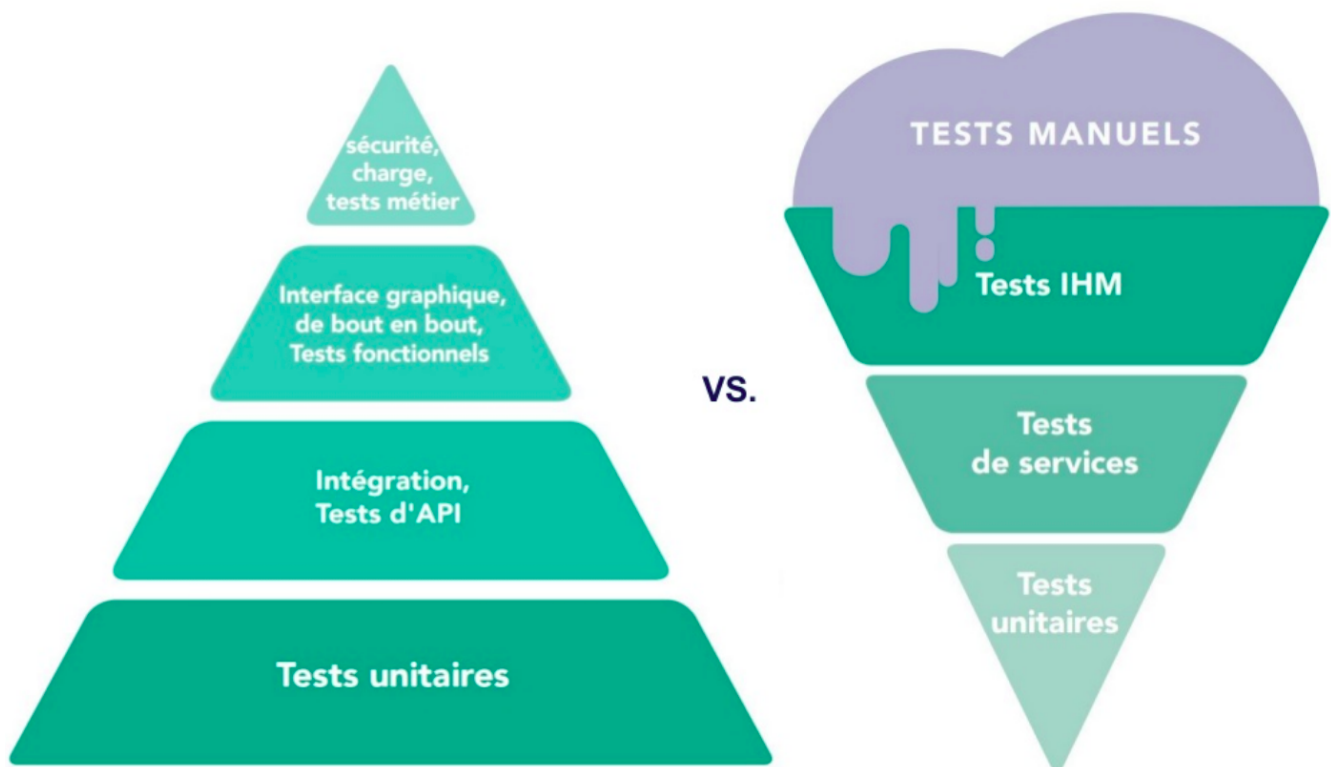 sécurité,
charge,
tests métier
Interface graphique,
de bout en bout,
Tests fonctionnels
Intégration,
Tests d'API
Tests unitaires
VS.
TESTS MANUELS
Tests IHM
Tests
de services
Tests
unitaires